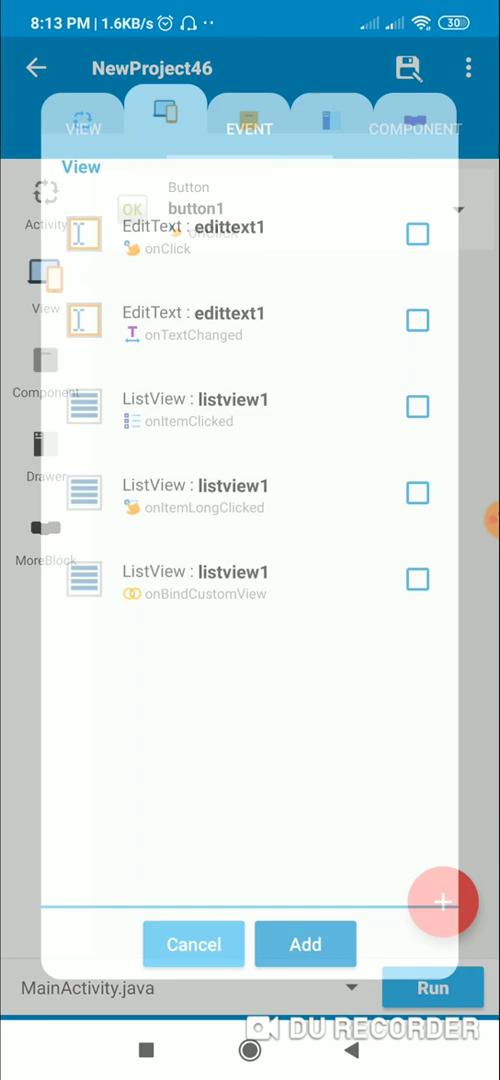 8:13 PM | 1.6KB/s
30
NewProject46
VIEW
EVENT
COMPONENT
View
Button
OK
button1
onClick
Activity
EditText : edittext1
onClick
View
EditText : edittext1
T
onTextChanged
Component
ListView : listview1
onItemClicked
Drawer
ListView : listview1
onItemLongClicked
MoreBlock
ListView : listview1
onBindCustomView
+
Cancel
Add
MainActivity.java
Run
DU RECORDER